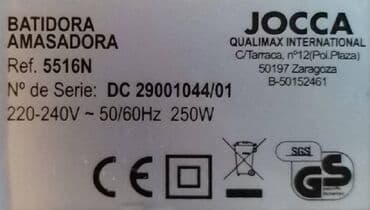 BATIDORA
AMASADORA
Ref. 5516N
Nº de Serie: DC 29001044/01
220-240V ~ 50/60Hz 250W
JOCCA
QUALIMAX INTERNATIONAL
C/Tarraca, nº12(Poi.Plaza)
50197 Zaragoza
B-50152461
CE
SGS
GS